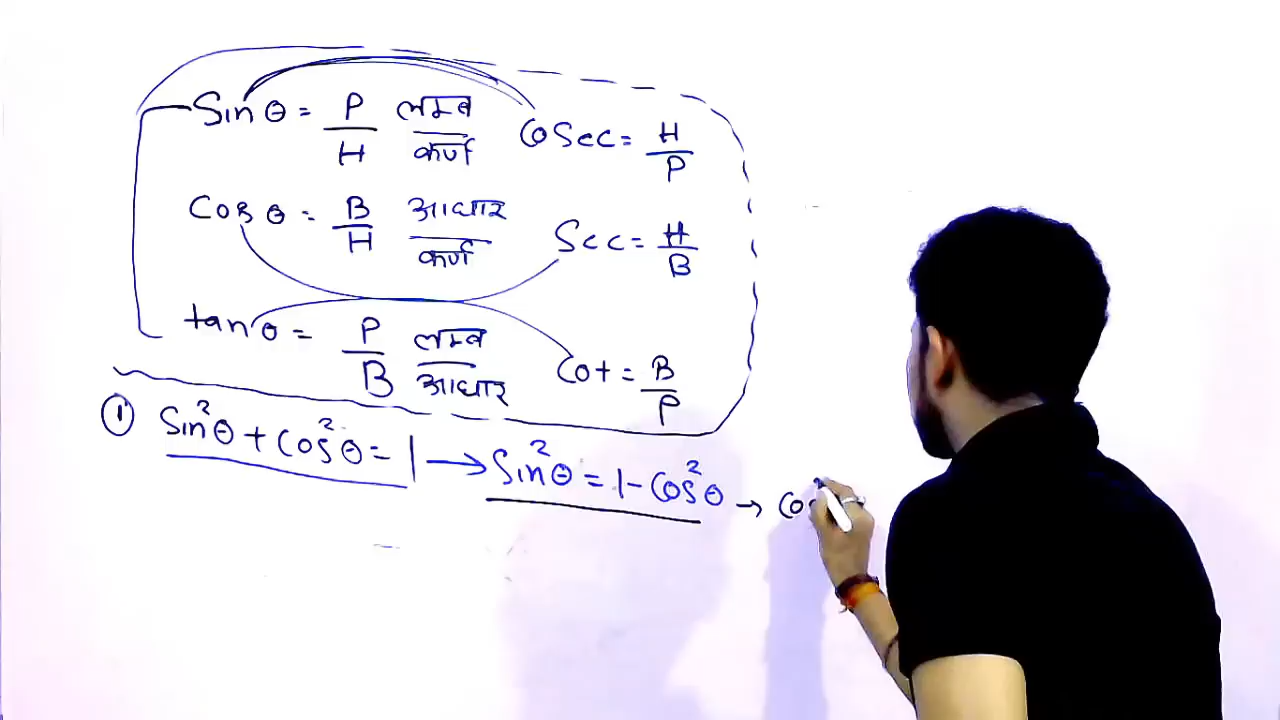 Sin θ = P/H लम्ब/कर्ण Cosec = H/P
Cos θ = B/H आधार/कर्ण Sec = H/B
tan θ = P/B लम्ब/आधार Cot = B/P
① Sin²θ + Cos²θ = 1 → Sin²θ = 1 - Cos²θ → Co